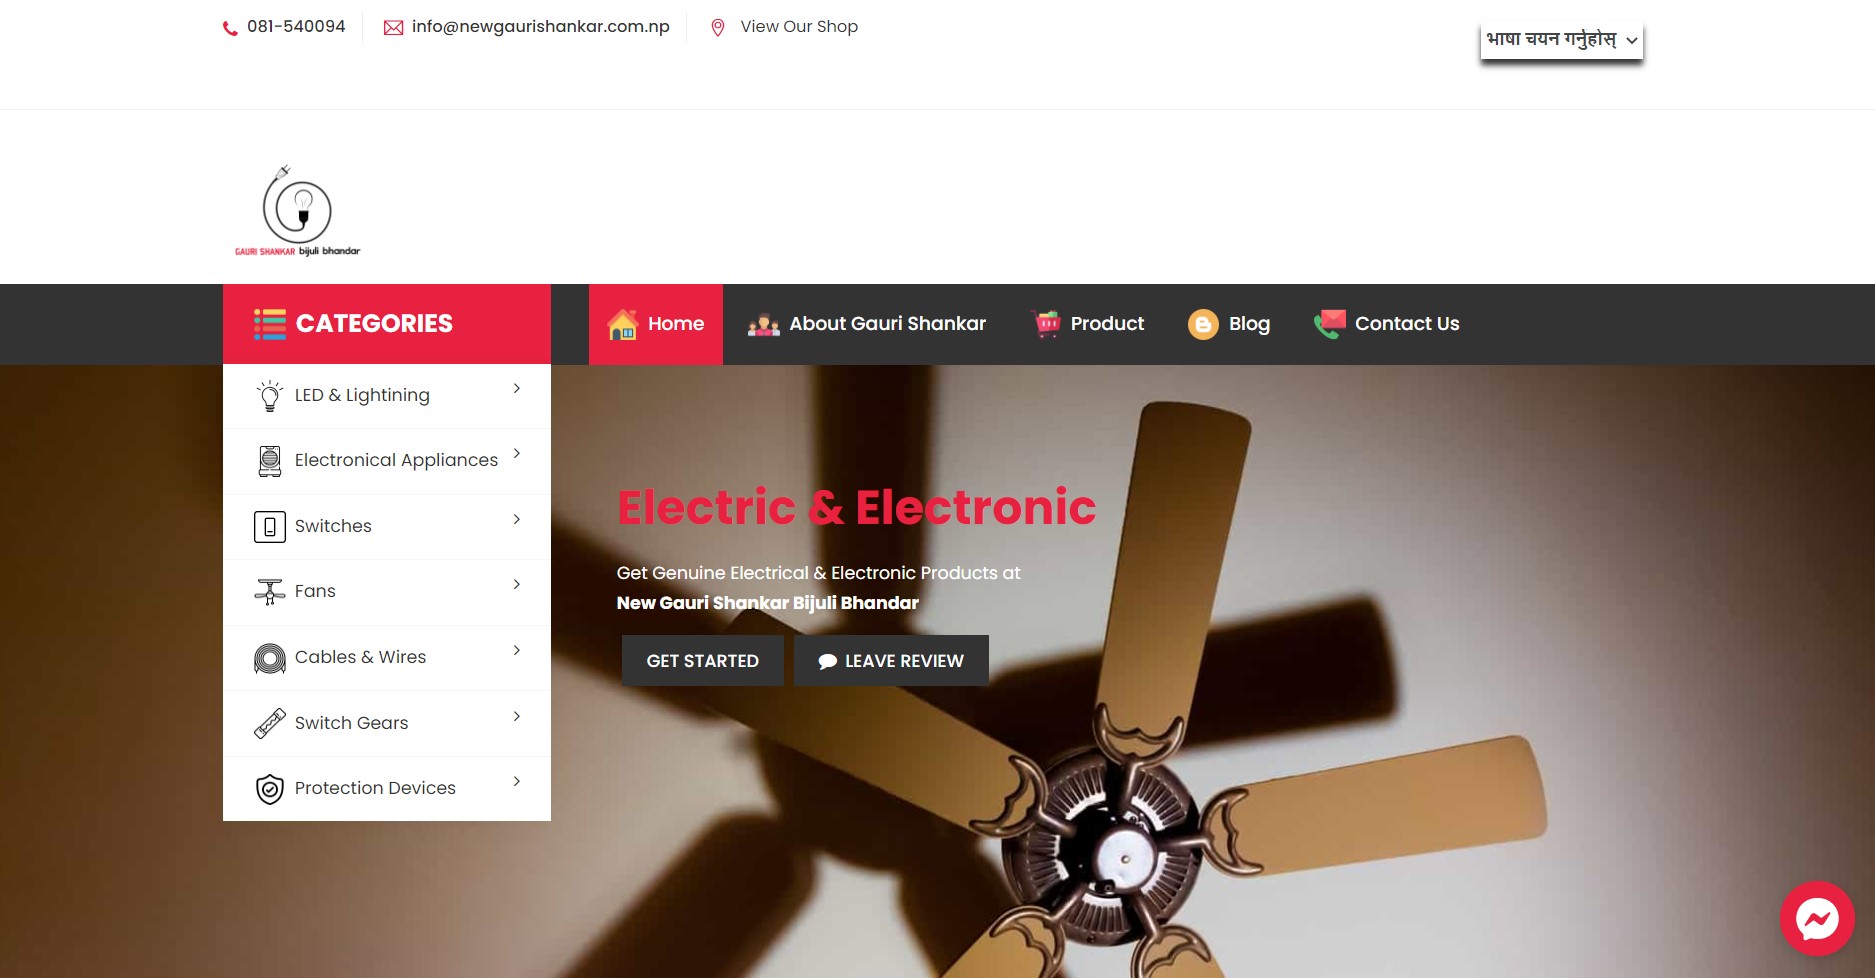 081-540094
info@newgaurishankar.com.np
View Our Shop
भाषा चयन गर्नुहोस्
GAURI SHANKAR bijuli bhandar
CATEGORIES
Home
About Gauri Shankar
Product
Blog
Contact Us
LED & Lightining
Electronical Appliances
Switches
Fans
Cables & Wires
Switch Gears
Protection Devices
Electric & Electronic
Get Genuine Electrical & Electronic Products at
New Gauri Shankar Bijuli Bhandar
GET STARTED
LEAVE REVIEW